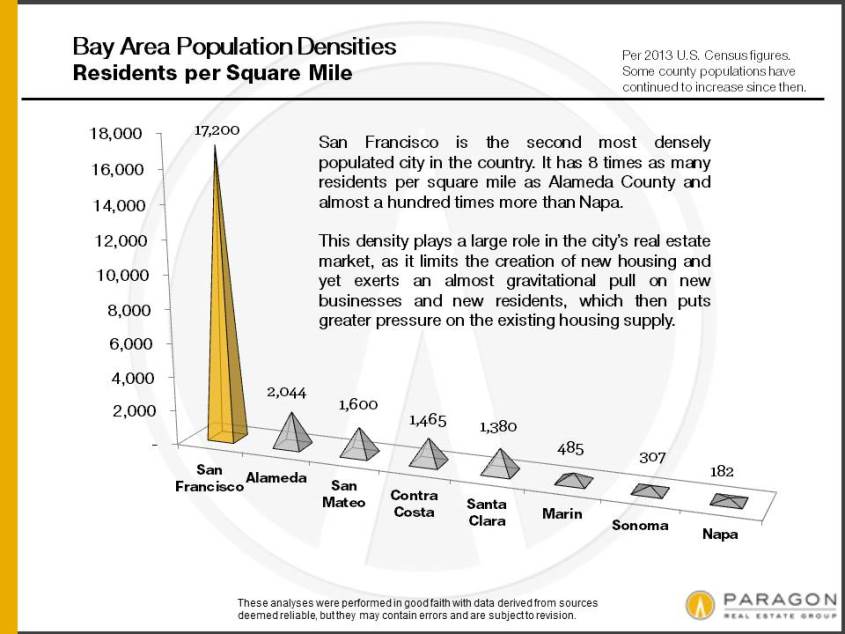 Bay Area Population Densities
Residents per Square Mile
Per 2013 U.S. Census figures.
Some county populations have
continued to increase since then.
18,000
16,000
14,000
12,000
10,000
8,000
6,000
4,000
2,000
-
17,200
2,044
1,600
1,465
1,380
485
307
182
San Francisco is the second most densely
populated city in the country. It has 8 times as many
residents per square mile as Alameda County and
almost a hundred times more than Napa.
This density plays a large role in the city's real estate
market, as it limits the creation of new housing and
yet exerts an almost gravitational pull on new
businesses and new residents, which then puts
greater pressure on the existing housing supply.
San
Francisco
Alameda
San
Mateo
Contra
Costa
Santa
Clara
Marin
Sonoma
Napa
These analyses were performed in good faith with data derived from sources
deemed reliable, but they may contain errors and are subject to revision.
PARAGON
REAL ESTATE GROUP